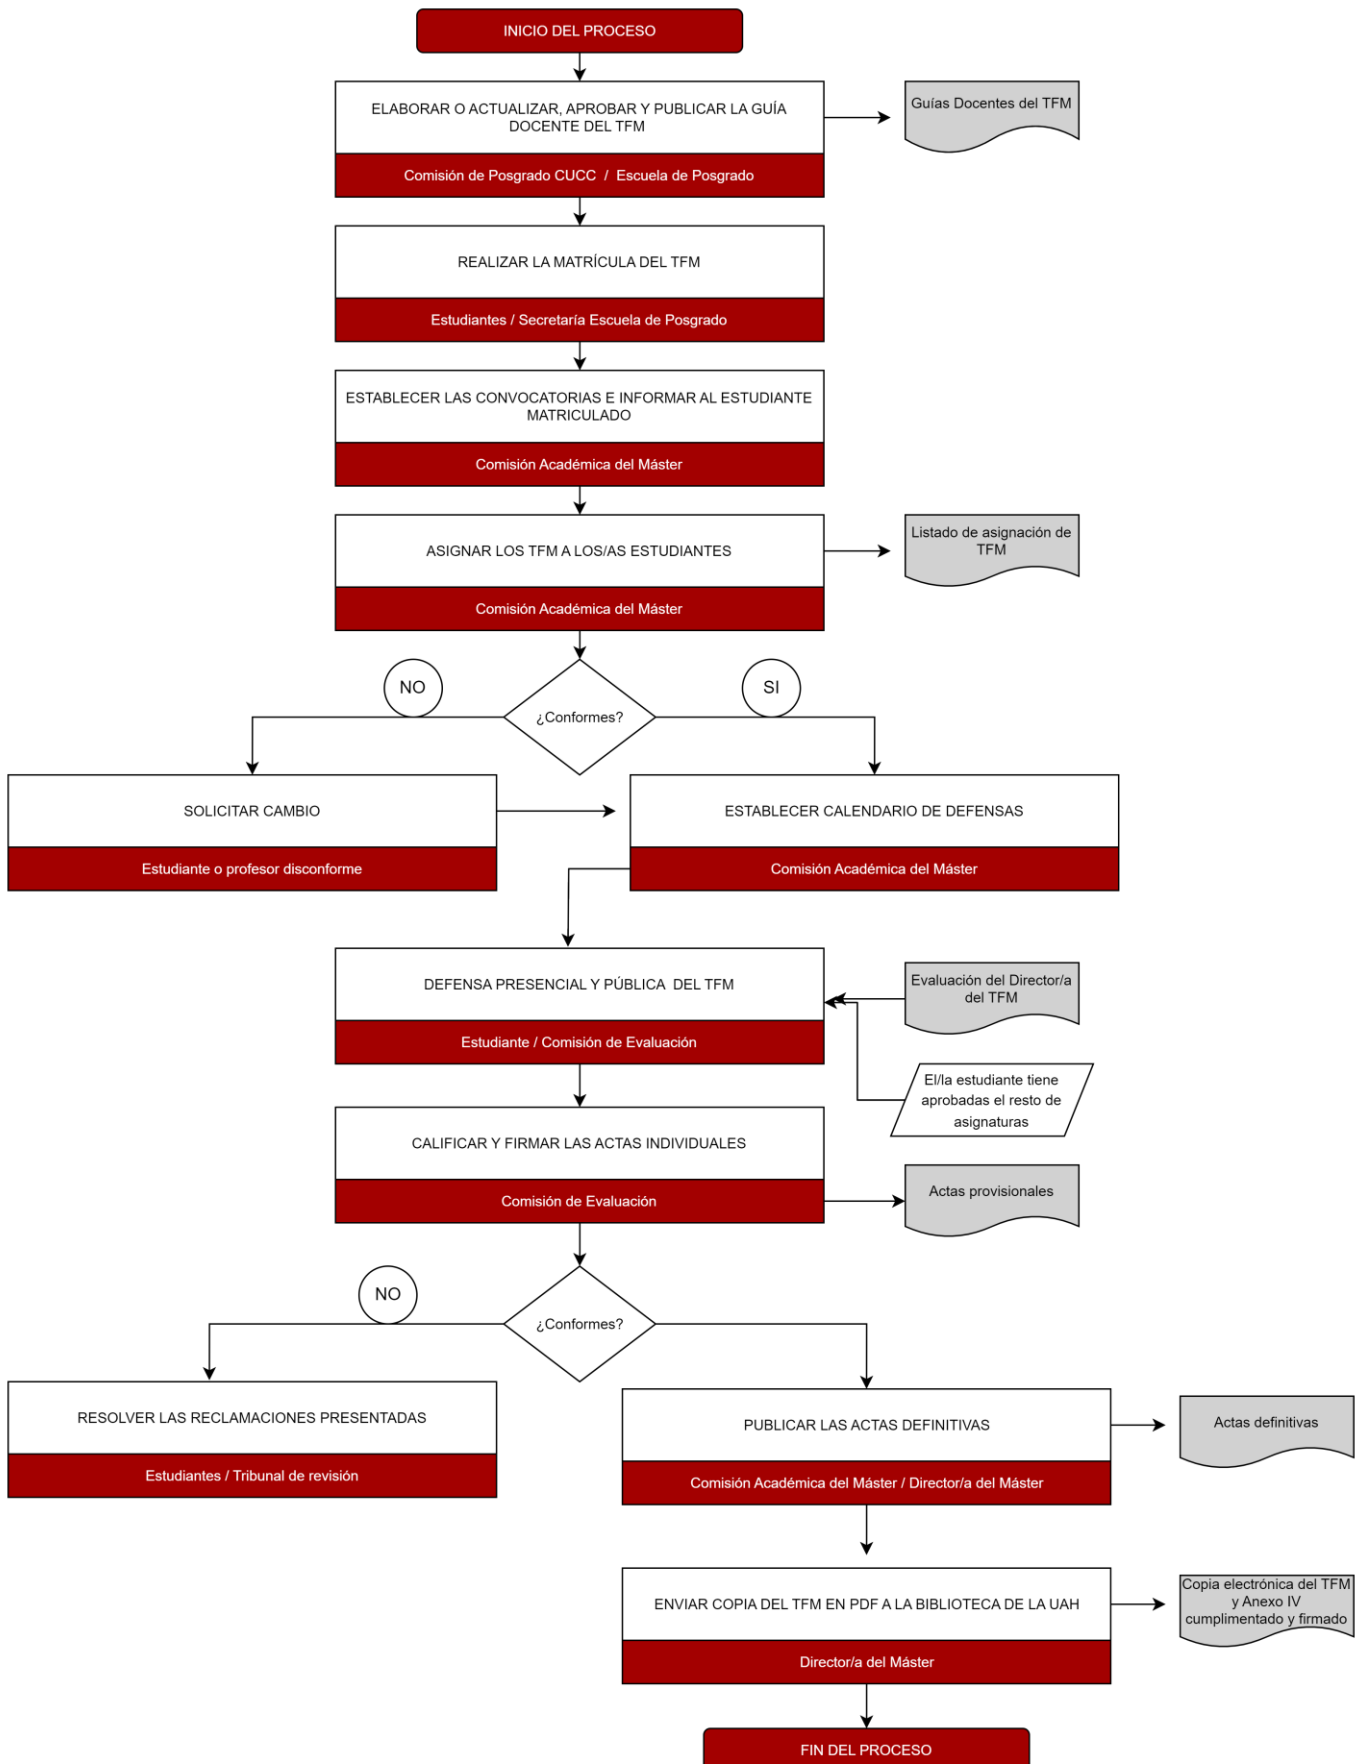 INICIO DEL PROCESO
ELABORAR O ACTUALIZAR, APROBAR Y PUBLICAR LA GUÍA
DOCENTE DEL TFM
Guías Docentes del TFM
Comisión de Posgrado CUCC / Escuela de Posgrado
REALIZAR LA MATRÍCULA DEL TFM
Estudiantes / Secretaría Escuela de Posgrado
ESTABLECER LAS CONVOCATORIAS E INFORMAR AL ESTUDIANTE
MATRICULADO
Comisión Académica del Máster
ASIGNAR LOS TFM A LOS/AS ESTUDIANTES
Listado de asignación de
TFM
Comisión Académica del Máster
NO
SI
¿Conformes?
SOLICITAR CAMBIO
Estudiante o profesor disconforme
ESTABLECER CALENDARIO DE DEFENSAS
Comisión Académica del Máster
DEFENSA PRESENCIAL Y PÚBLICA DEL TFM
Estudiante / Comisión de Evaluación
Evaluación del Director/a
del TFM
El/la estudiante tiene
aprobadas el resto de
asignaturas
CALIFICAR Y FIRMAR LAS ACTAS INDIVIDUALES
Comisión de Evaluación
Actas provisionales
NO
¿Conformes?
RESOLVER LAS RECLAMACIONES PRESENTADAS
Estudiantes / Tribunal de revisión
PUBLICAR LAS ACTAS DEFINITIVAS
Comisión Académica del Máster / Director/a del Máster
Actas definitivas
ENVIAR COPIA DEL TFM EN PDF A LA BIBLIOTECA DE LA UAH
Director/a del Máster
Copia electrónica del TFM
y Anexo IV
cumplimentado y firmado
FIN DEL PROCESO